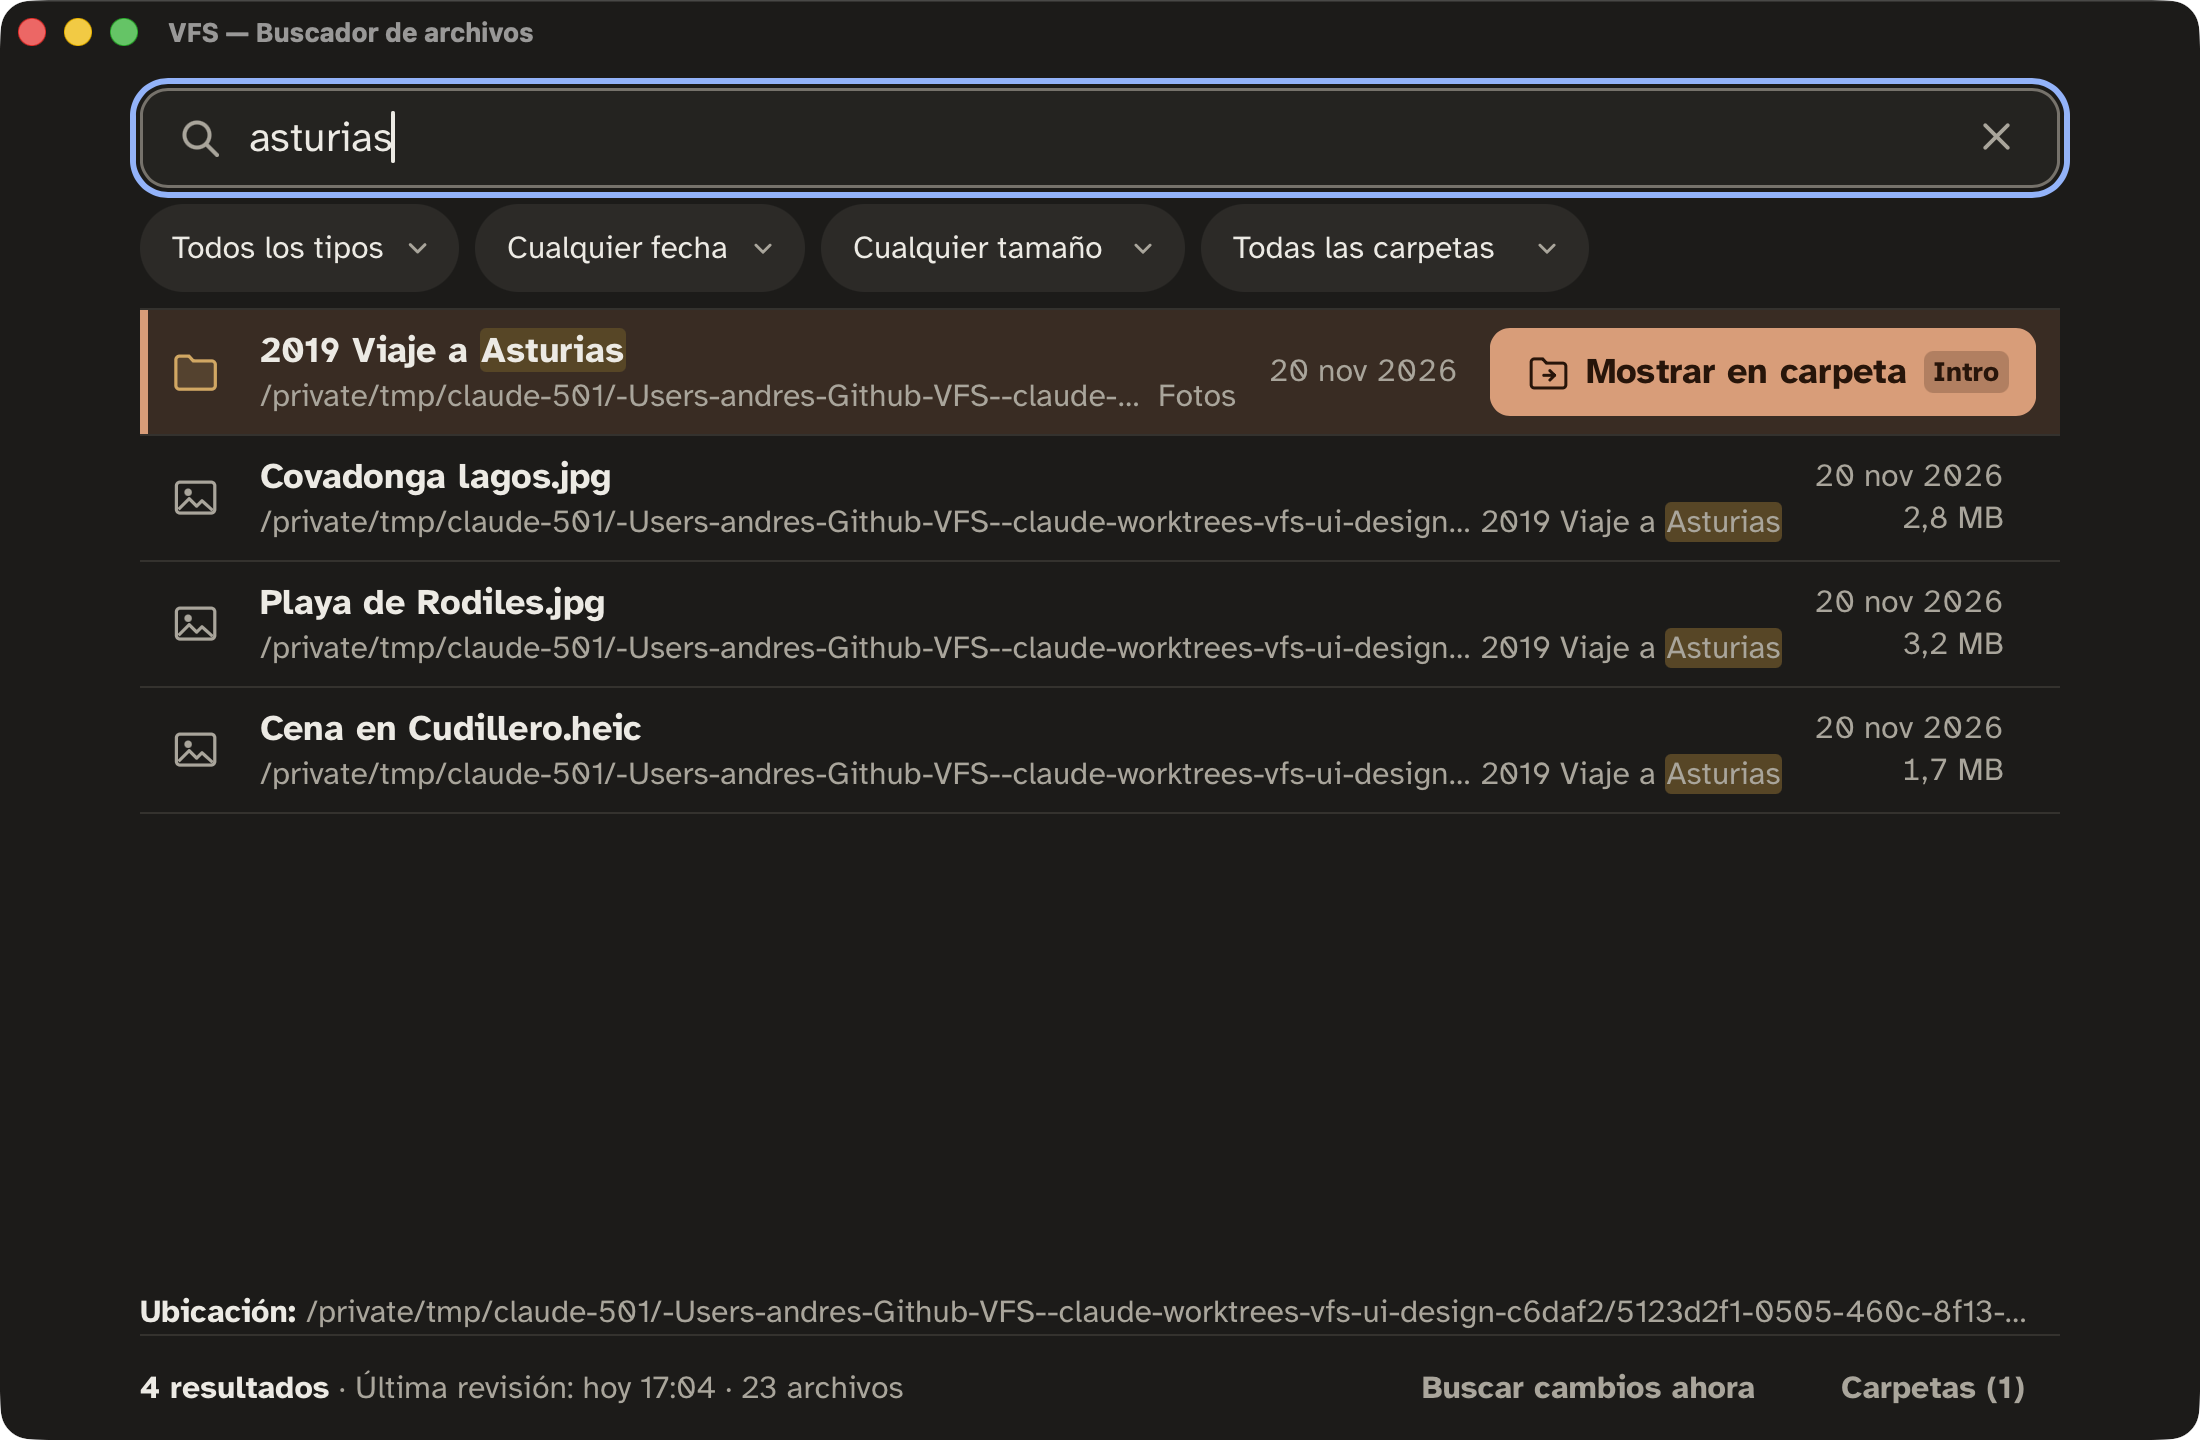 VFS — Buscador de archivos
asturias
Todos los tipos
Cualquier fecha
Cualquier tamaño
Todas las carpetas
2019 Viaje a Asturias
/private/tmp/claude-501/-Users-andres-Github-VFS--claude-... Fotos
20 nov 2026
Mostrar en carpeta Intro
Covadonga lagos.jpg
/private/tmp/claude-501/-Users-andres-Github-VFS--claude-worktrees-vfs-ui-design... 2019 Viaje a Asturias
20 nov 2026
2,8 MB
Playa de Rodiles.jpg
/private/tmp/claude-501/-Users-andres-Github-VFS--claude-worktrees-vfs-ui-design... 2019 Viaje a Asturias
20 nov 2026
3,2 MB
Cena en Cudillero.heic
/private/tmp/claude-501/-Users-andres-Github-VFS--claude-worktrees-vfs-ui-design... 2019 Viaje a Asturias
20 nov 2026
1,7 MB
Ubicación: /private/tmp/claude-501/-Users-andres-Github-VFS--claude-worktrees-vfs-ui-design-c6daf2/5123d2f1-0505-460c-8f13-...
4 resultados · Última revisión: hoy 17:04 · 23 archivos
Buscar cambios ahora
Carpetas (1)